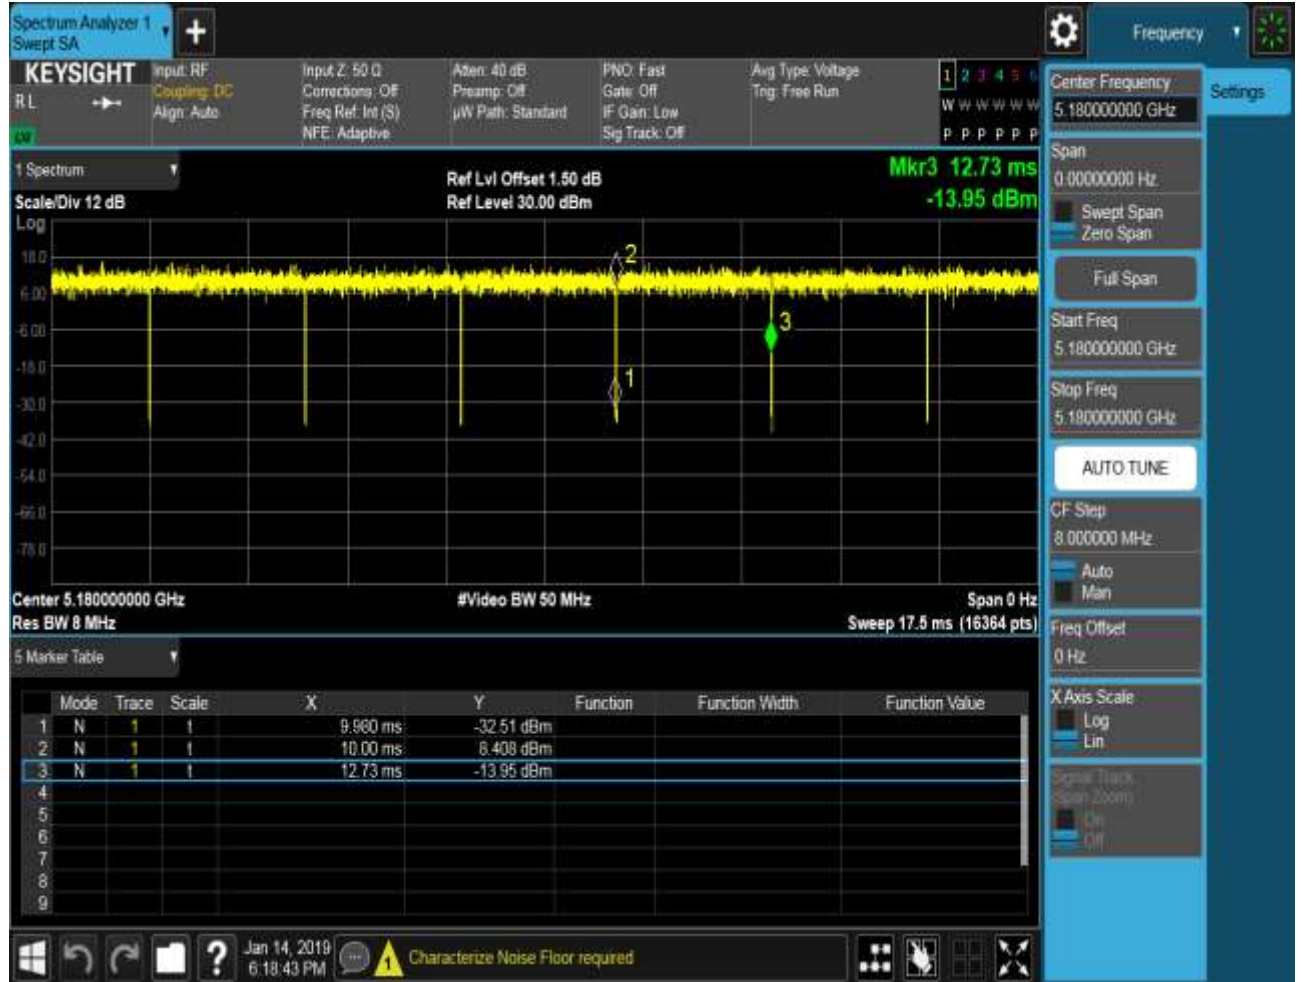 Spectrum Analyzer 1
Swept SA
Frequency
KEYSIGHT
RL
Input: RF
Coupling: DC
Align: Auto
Input Z: 50 Ω
Corrections: Off
Freq Ref: Int (S)
NFE: Adaptive
Atten: 40 dB
Preamp: Off
µW Path: Standard
PNO: Fast
Gate: Off
IF Gain: Low
Sig Track: Off
Avg Type: Voltage
Trig: Free Run
1 2 3 4 5 6
W W W W W W
P P P P P P
1 Spectrum
Scale/Div 12 dB
Ref Lvl Offset 1.50 dB
Ref Level 30.00 dBm
Mkr3 12.73 ms
-13.95 dBm
Log
18.0
6.00
-6.00
-18.0
-30.0
-42.0
-54.0
-66.0
-78.0
2
3
1
Center 5.180000000 GHz
#Video BW 50 MHz
Span 0 Hz
Res BW 8 MHz
Sweep 17.5 ms (16364 pts)
5 Marker Table
Mode Trace Scale X Y Function Function Width Function Value
1 N 1 t 9.980 ms -32.51 dBm
2 N 1 t 10.00 ms 8.408 dBm
3 N 1 t 12.73 ms -13.95 dBm
4
5
6
7
8
9
Jan 14, 2019
6:18:43 PM
1
Characterize Noise Floor required
Center Frequency
5.180000000 GHz
Settings
Span
0.00000000 Hz
Swept Span
Zero Span
Full Span
Start Freq
5.180000000 GHz
Stop Freq
5.180000000 GHz
AUTO TUNE
CF Step
8.000000 MHz
Auto
Man
Freq Offset
0 Hz
X Axis Scale
Log
Lin
Signal Track
(Span Zoom)
On
Off